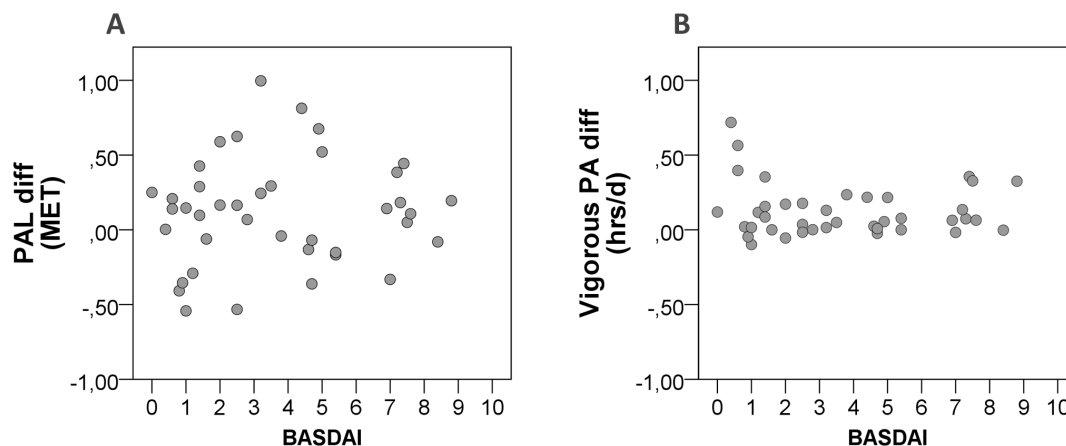 A
PAL diff
(MET)
1,00
,50
,00
-,50
-1,00
0 1 2 3 4 5 6 7 8 9 10
BASDAI
B
Vigorous PA diff
(hrs/d)
1,00
,50
,00
-,50
-1,00
0 1 2 3 4 5 6 7 8 9 10
BASDAI